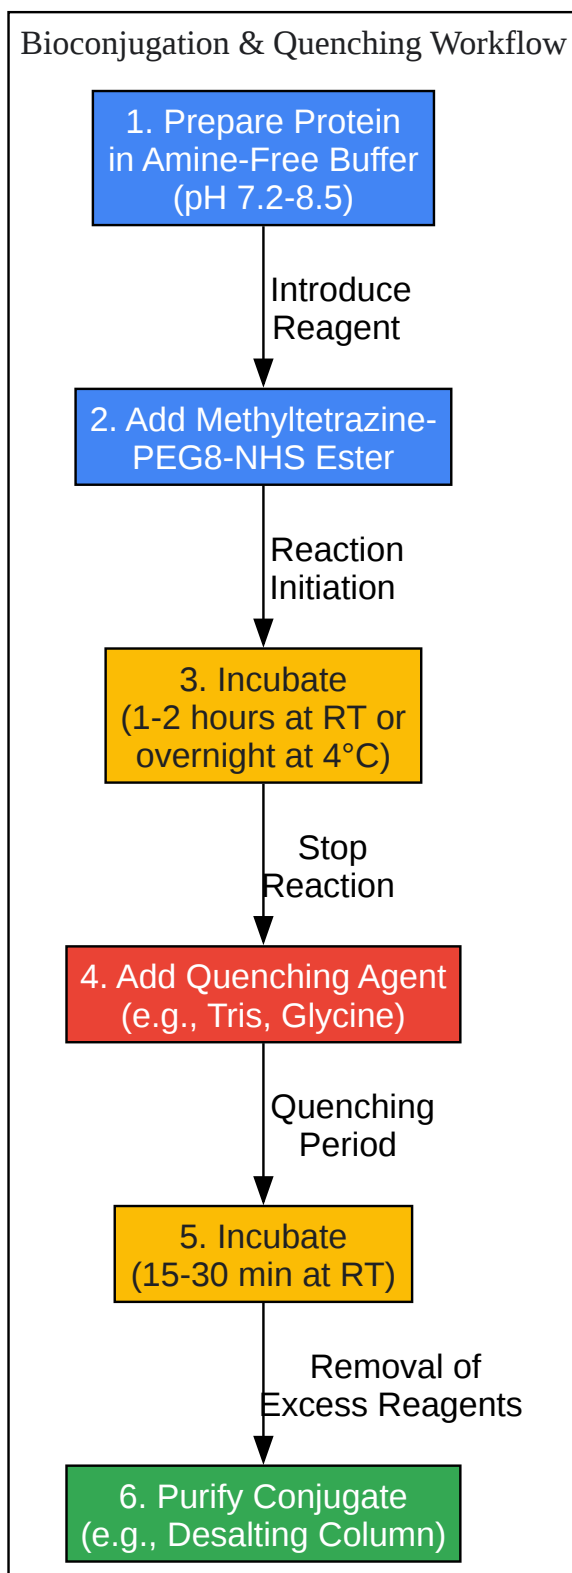 Bioconjugation & Quenching Workflow
1. Prepare Protein
in Amine-Free Buffer
(pH 7.2-8.5)
Introduce
Reagent
2. Add Methyltetrazine-
PEG8-NHS Ester
Reaction
Initiation
3. Incubate
(1-2 hours at RT or
overnight at 4°C)
Stop
Reaction
4. Add Quenching Agent
(e.g., Tris, Glycine)
Quenching
Period
5. Incubate
(15-30 min at RT)
Removal of
Excess Reagents
6. Purify Conjugate
(e.g., Desalting Column)